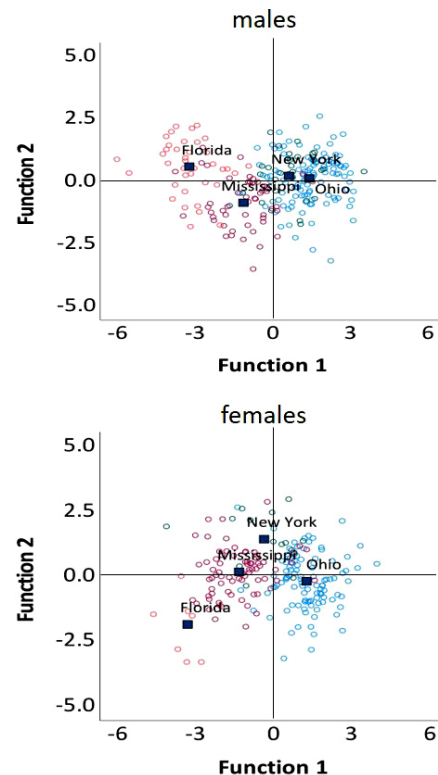 males
5.0
2.5
0.0
-2.5
-5.0
Function 2
Florida
New York
Mississippi
Ohio
-6 -3 0 3 6
Function 1
females
5.0
2.5
0.0
-2.5
-5.0
Function 2
New York
Mississippi
Ohio
Florida
-6 -3 0 3 6
Function 1